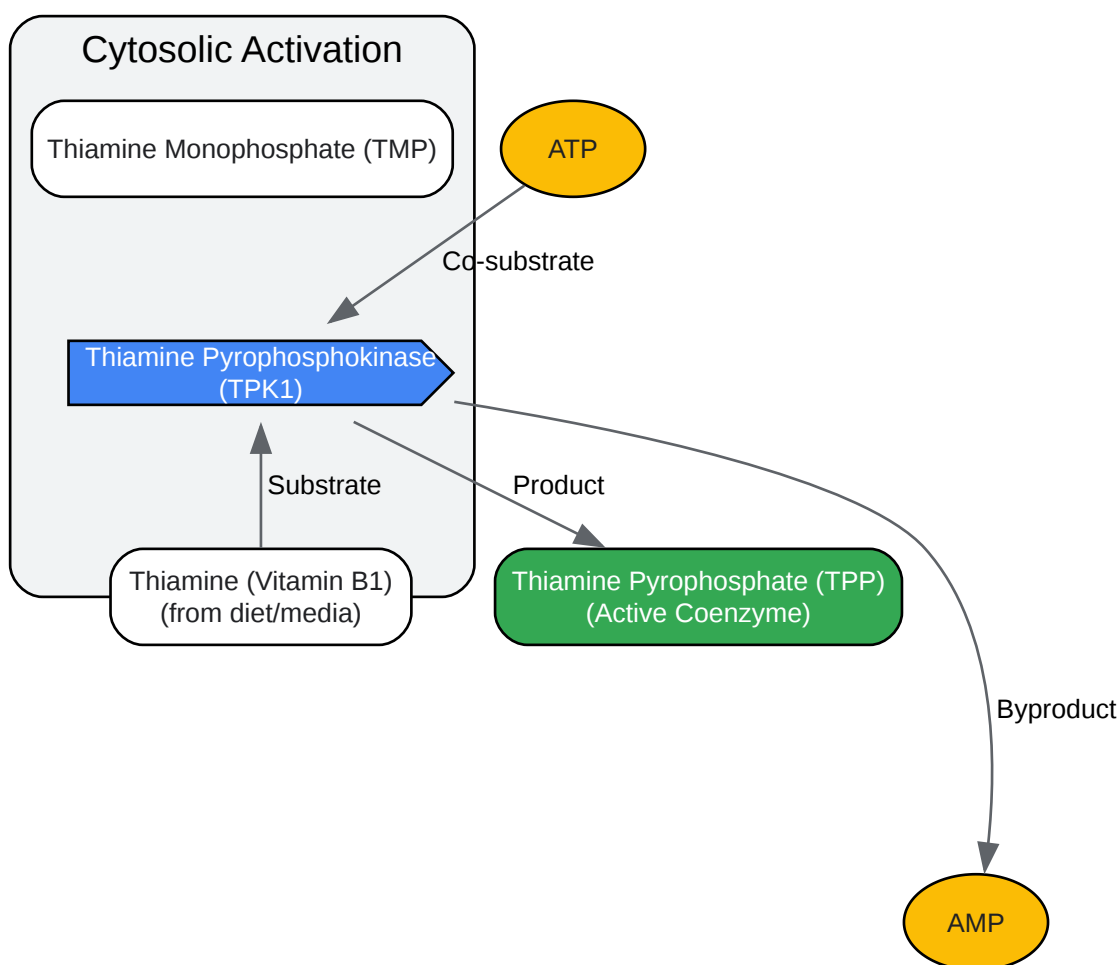 Cytosolic Activation
Thiamine Monophosphate (TMP)
ATP
Co-substrate
Thiamine Pyrophosphokinase
(TPK1)
Substrate
Product
Thiamine (Vitamin B1)
(from diet/media)
Thiamine Pyrophosphate (TPP)
(Active Coenzyme)
Byproduct
AMP